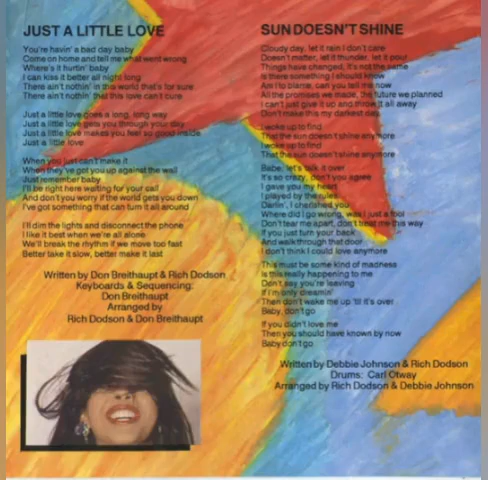 JUST A LITTLE LOVE
You're havin' a bad day baby
Come on home and tell me what went wrong
Where's it hurtin' baby
I can kiss it better all night long
There ain't nothin' in this world that's for sure
There ain't nothin' that this love can't cure
Just a little love goes a long, long way
Just a little love gets you through your day
Just a little love makes you feel so good inside
Just a little love
When you just can't make it
When they've got you up against the wall
Just remember baby
I'll be right here waiting for your call
And don't you worry if the world gets you down
I've got something that can turn it all around
I'll dim the lights and disconnect the phone
I like it best when we're all alone
We'll break the rhythm if we move too fast
Better take it slow, better make it last
Written by Don Breithaupt & Rich Dodson
Keyboards & Sequencing:
Don Breithaupt
Arranged by
Rich Dodson & Don Breithaupt
SUN DOESN'T SHINE
Cloudy day, let it rain I don't care
Doesn't matter, let it thunder, let it pour
Things have changed, it's not the same
Is there something I should know
Am I to blame, can you tell me now
All the promises we made, the future we planned
I can't just give it up and throw it all away
Don't make this my darkest day
I woke up to find
That the sun doesn't shine anymore
I woke up to find
That the sun doesn't shine anymore
Babe, let's talk it over
It's so crazy, don't you agree
I gave you my heart
I played by the rules
Darlin', I cherished you
Where did I go wrong, was I just a fool
Don't tear me apart, don't treat me this way
If you just turn your back
And walk through that door
I don't think I could love anymore
This must be some kind of madness
Is this really happening to me
Don't say you're leaving
If I'm only dreamin'
Then don't wake me up 'til it's over
Baby, don't go
If you didn't love me
Then you should have known by now
Baby don't go
Written by Debbie Johnson & Rich Dodson
Drums: Carl Otway
Arranged by Rich Dodson & Debbie Johnson